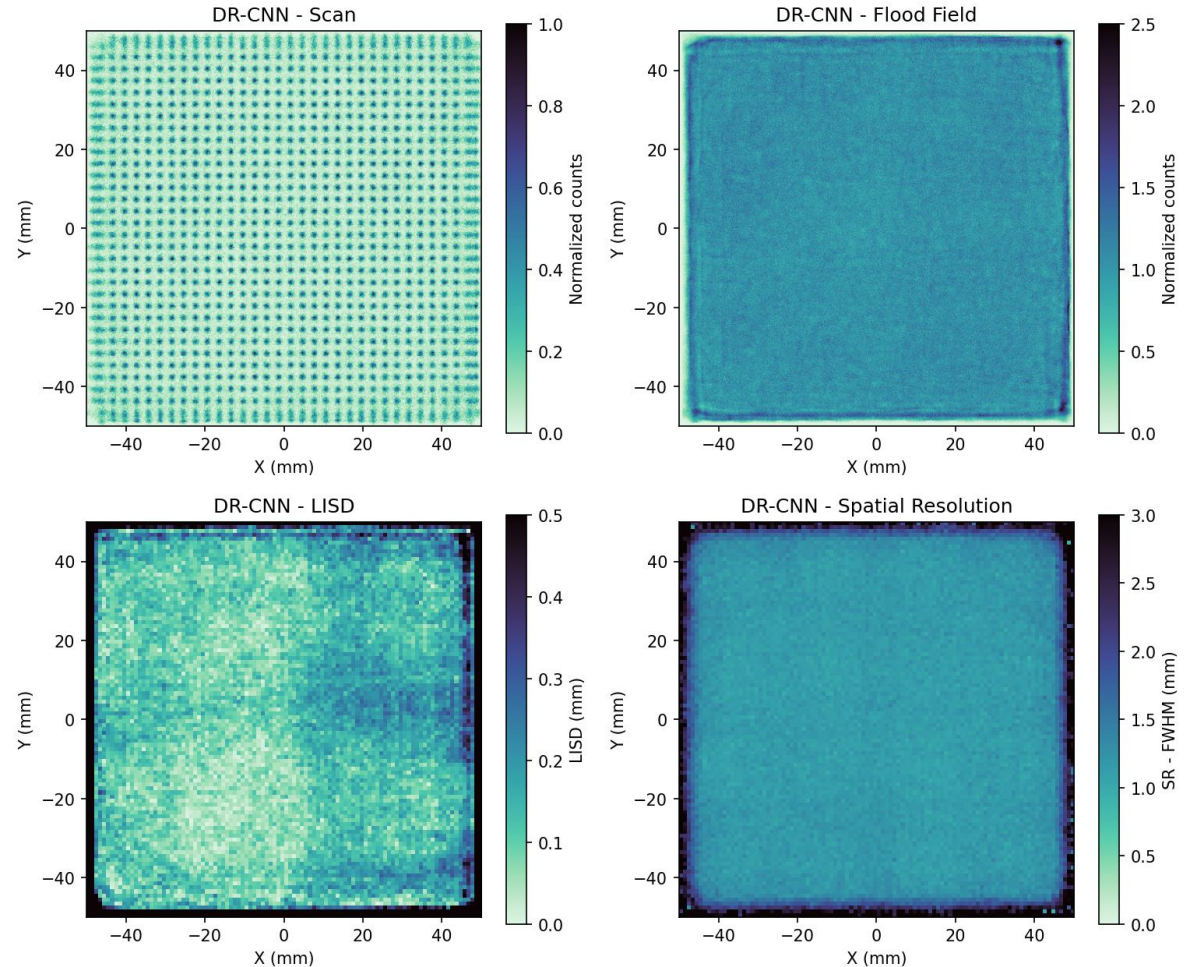 DR-CNN - Scan
40
20
0
−20
−40
Y (mm)
−40 −20 0 20 40
X (mm)
1.0
0.8
0.6
0.4
0.2
0.0
Normalized counts
DR-CNN - Flood Field
40
20
0
−20
−40
Y (mm)
−40 −20 0 20 40
X (mm)
2.5
2.0
1.5
1.0
0.5
0.0
Normalized counts
DR-CNN - LISD
40
20
0
−20
−40
Y (mm)
−40 −20 0 20 40
X (mm)
0.5
0.4
0.3
0.2
0.1
0.0
LISD (mm)
DR-CNN - Spatial Resolution
40
20
0
−20
−40
Y (mm)
−40 −20 0 20 40
X (mm)
3.0
2.5
2.0
1.5
1.0
0.5
0.0
SR - FWHM (mm)